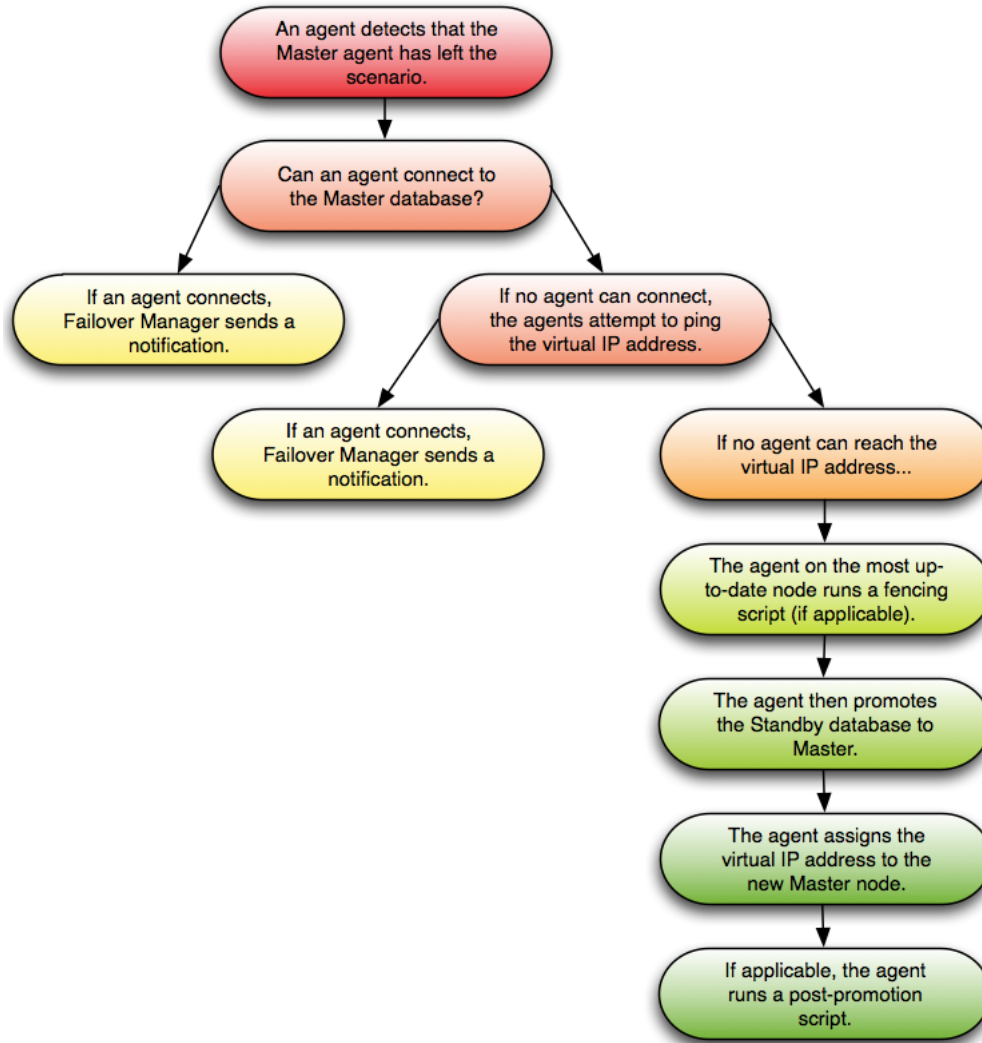 An agent detects that the
Master agent has left the
scenario.
Can an agent connect to
the Master database?
If an agent connects,
Failover Manager sends a
notification.
If no agent can connect,
the agents attempt to ping
the virtual IP address.
If an agent connects,
Failover Manager sends a
notification.
If no agent can reach the
virtual IP address...
The agent on the most up-
to-date node runs a fencing
script (if applicable).
The agent then promotes
the Standby database to
Master.
The agent assigns the
virtual IP address to the
new Master node.
If applicable, the agent
runs a post-promotion
script.